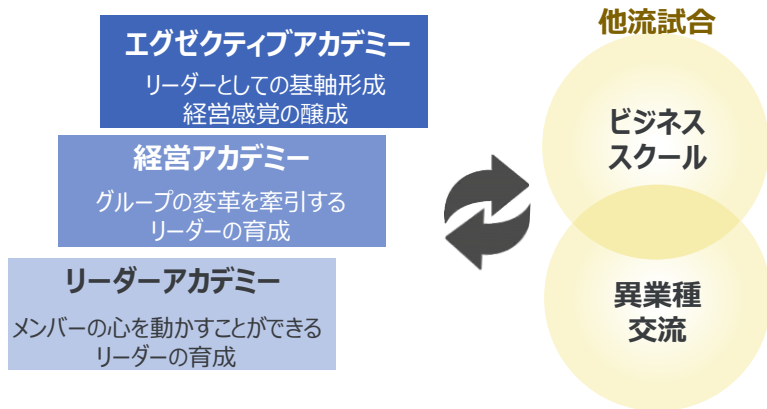 エグゼクティブアカデミー
リーダーとしての基軸形成
経営感覚の醸成
経営アカデミー
グループの変革を牽引する
リーダーの育成
リーダーアカデミー
メンバーの心を動かすことができる
リーダーの育成
他流試合
ビジネス
スクール
異業種
交流